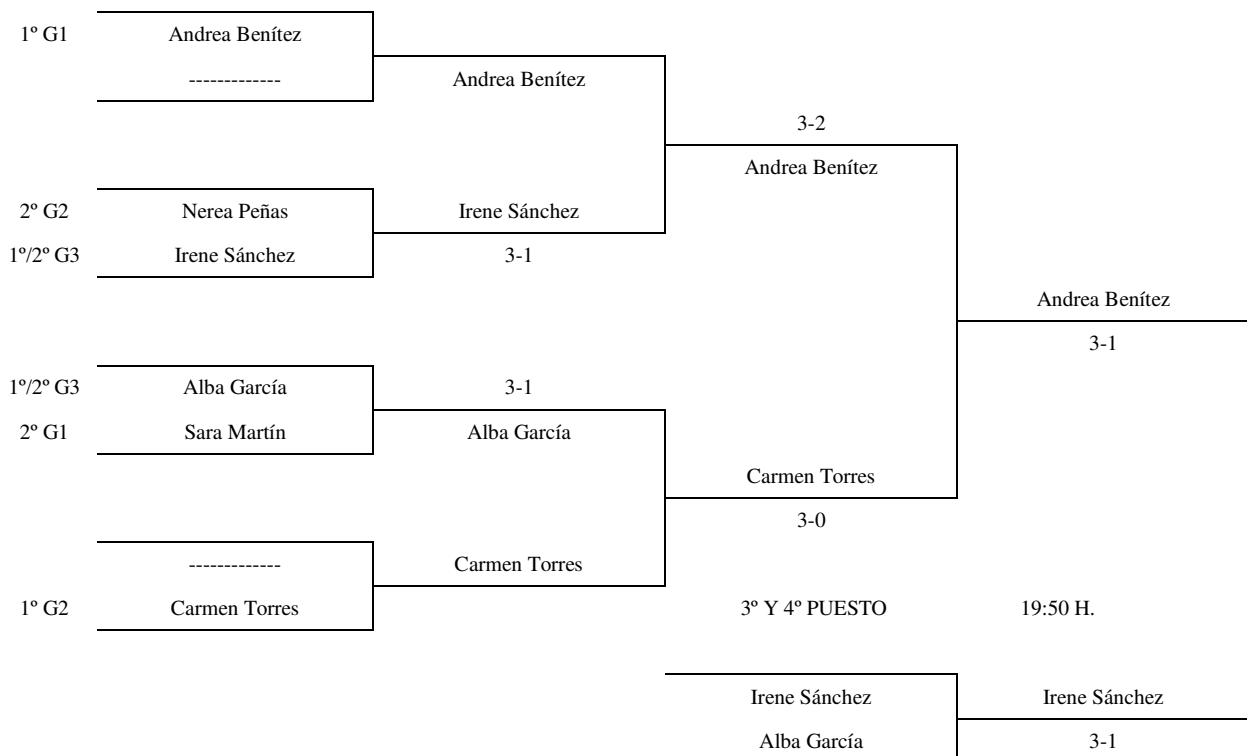 1º G1 Andrea Benítez
------------- Andrea Benítez
3-2
Andrea Benítez
2º G2 Nerea Peñas Irene Sánchez
1º/2º G3 Irene Sánchez 3-1
Andrea Benítez
3-1
1º/2º G3 Alba García 3-1
2º G1 Sara Martín Alba García
Carmen Torres
3-0
------------- Carmen Torres
1º G2 Carmen Torres 3º Y 4º PUESTO 19:50 H.
Irene Sánchez Irene Sánchez
Alba García 3-1